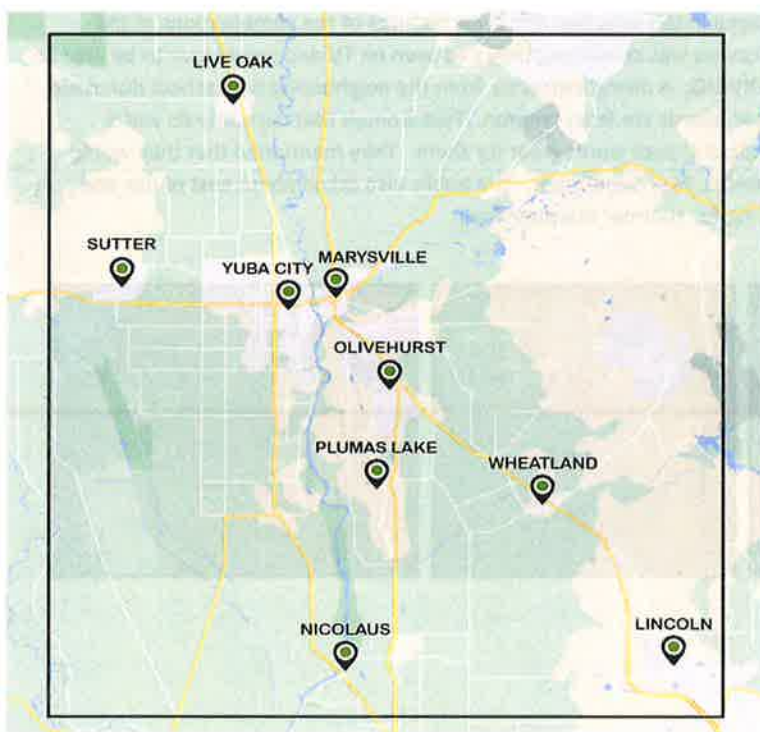 LIVE OAK
SUTTER
YUBA CITY
MARYSVILLE
OLIVEHURST
PLUMAS LAKE
WHEATLAND
NICOLAUS
LINCOLN